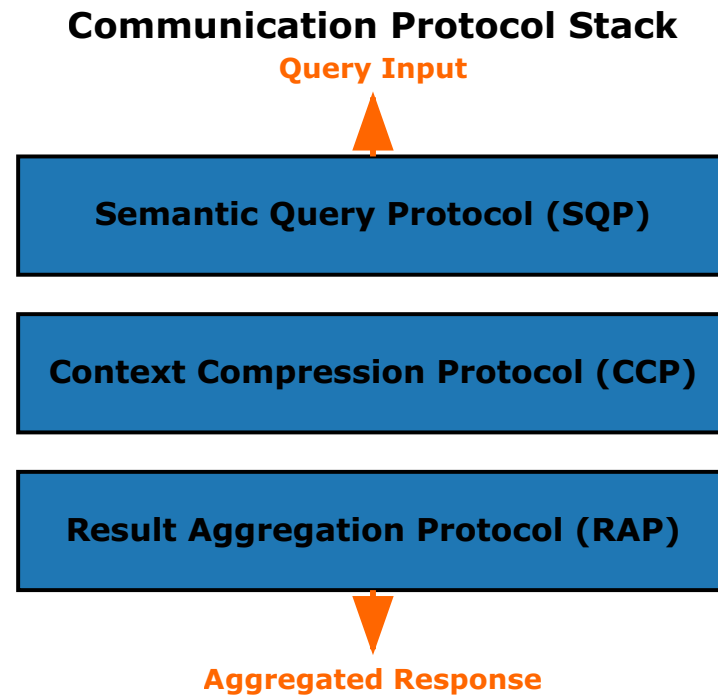 Communication Protocol Stack
Query Input
Semantic Query Protocol (SQP)
Context Compression Protocol (CCP)
Result Aggregation Protocol (RAP)
Aggregated Response